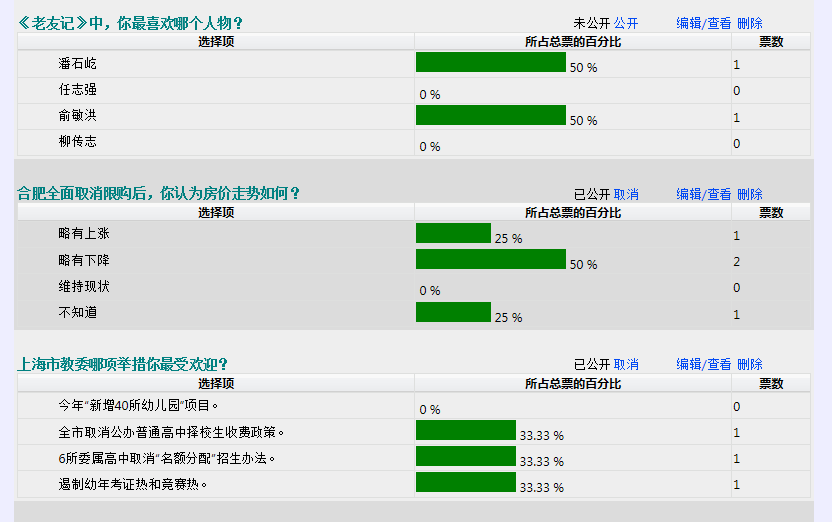 《老友记》中，你最喜欢哪个人物？ 未公开 公开 编辑/查看 删除
选择项 所占总票的百分比 票数
潘石屹 50 % 1
任志强 0 % 0
俞敏洪 50 % 1
柳传志 0 % 0
合肥全面取消限购后，你认为房价走势如何？ 已公开 取消 编辑/查看 删除
选择项 所占总票的百分比 票数
略有上涨 25 % 1
略有下降 50 % 2
维持现状 0 % 0
不知道 25 % 1
上海市教委哪项举措你最受欢迎？ 已公开 取消 编辑/查看 删除
选择项 所占总票的百分比 票数
今年“新增40所幼儿园”项目。 0 % 0
全市取消公办普通高中择校生收费政策。 33.33 % 1
6所委属高中取消“名额分配”招生办法。 33.33 % 1
遏制幼年考证热和竞赛热。 33.33 % 1